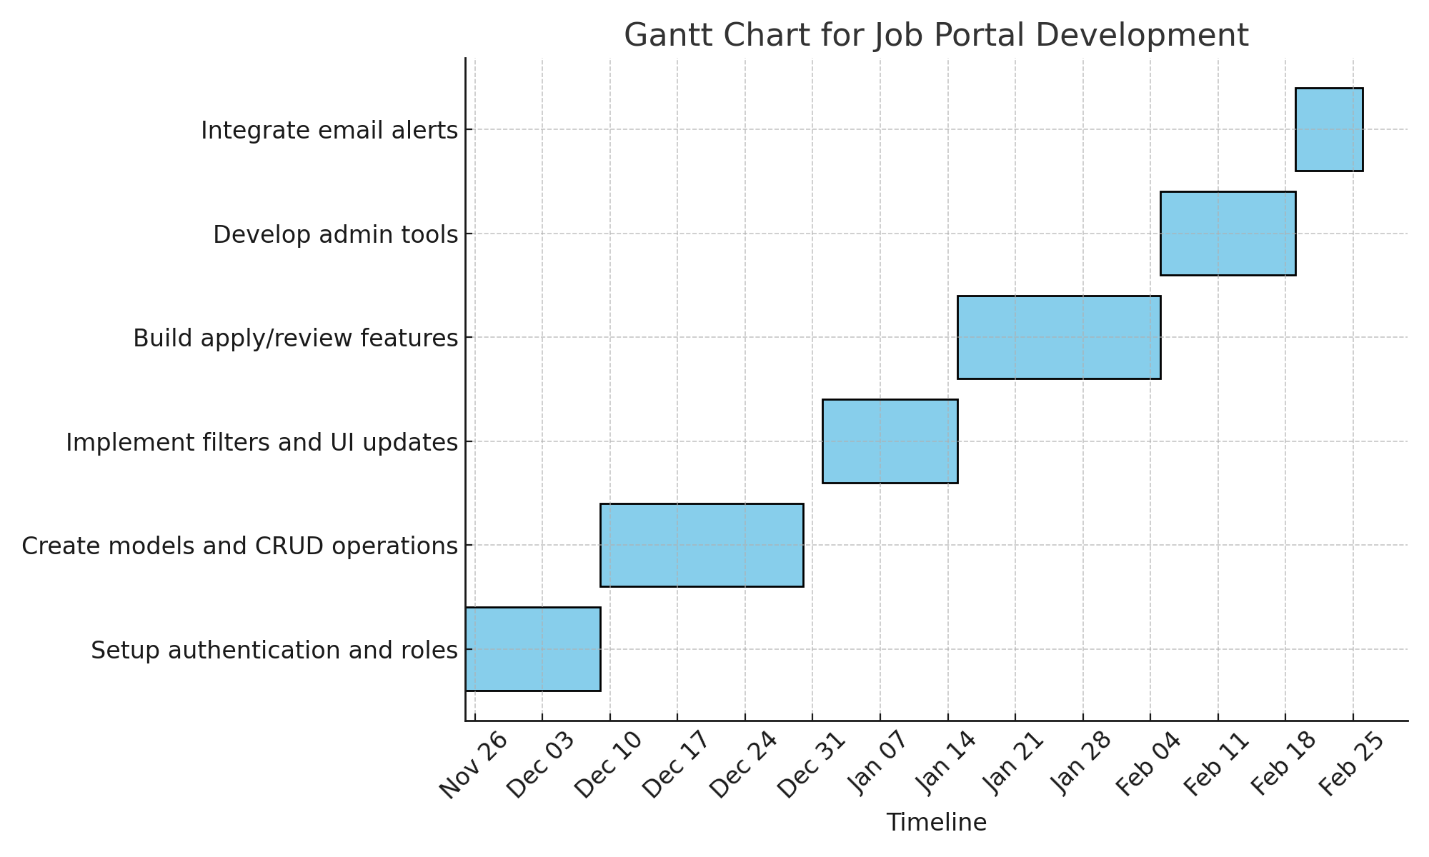 Gantt Chart for Job Portal Development
Integrate email alerts
Develop admin tools
Build apply/review features
Implement filters and UI updates
Create models and CRUD operations
Setup authentication and roles
Nov 26
Dec 03
Dec 10
Dec 17
Dec 24
Dec 31
Jan 07
Jan 14
Jan 21
Jan 28
Feb 04
Feb 11
Feb 18
Feb 25
Timeline